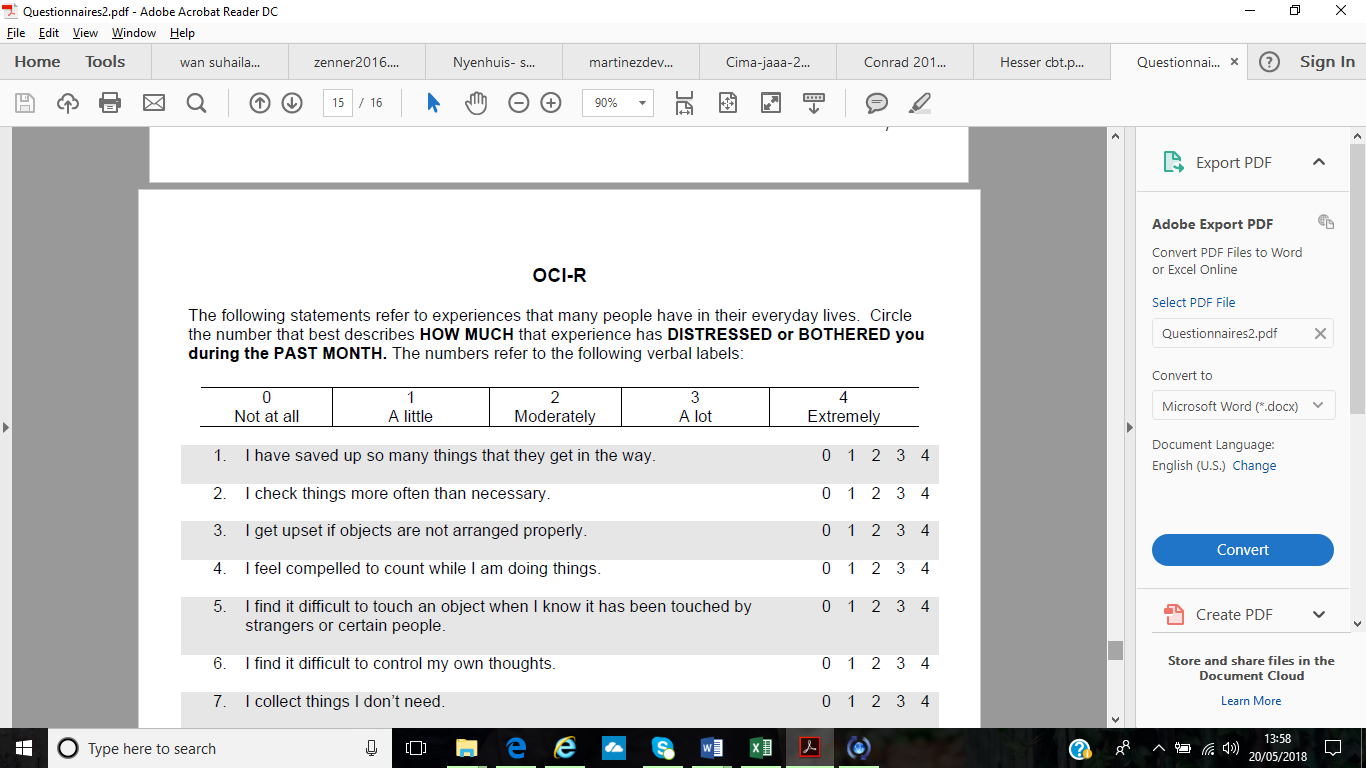 Questionnaires2.pdf - Adobe Acrobat Reader DC
File Edit View Window Help
Home Tools wan suhaila... zenner2016.... Nyenhuis- s... martinezdev... Cima-jaaa-2... Conrad 201... Hesser cbt.p... Questionnai... × ? Sign In
15 / 16 90%
OCI-R
The following statements refer to experiences that many people have in their everyday lives. Circle
the number that best describes HOW MUCH that experience has DISTRESSED or BOTHERED you
during the PAST MONTH. The numbers refer to the following verbal labels:
0 1 2 3 4
Not at all A little Moderately A lot Extremely
1. I have saved up so many things that they get in the way. 0 1 2 3 4
2. I check things more often than necessary. 0 1 2 3 4
3. I get upset if objects are not arranged properly. 0 1 2 3 4
4. I feel compelled to count while I am doing things. 0 1 2 3 4
5. I find it difficult to touch an object when I know it has been touched by 0 1 2 3 4
strangers or certain people.
6. I find it difficult to control my own thoughts. 0 1 2 3 4
7. I collect things I don’t need. 0 1 2 3 4
Export PDF
Adobe Export PDF
Convert PDF Files to Word
or Excel Online
Select PDF File
Questionnaires2.pdf
Convert to
Microsoft Word (*.docx)
Document Language:
English (U.S.) Change
Convert
Create PDF
Store and share files in the
Document Cloud
Learn More
Type here to search
13:58
20/05/2018